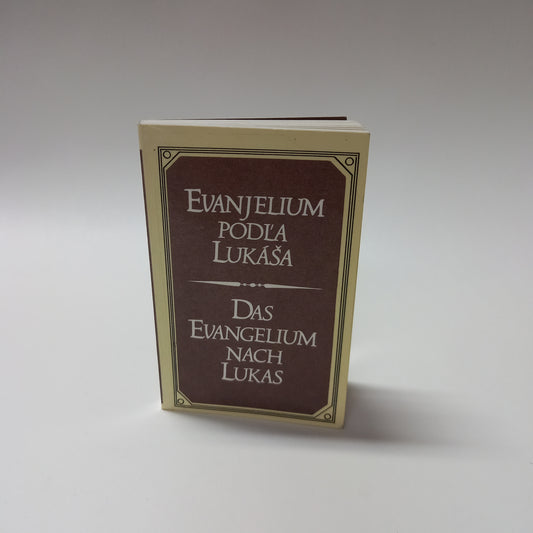 EVANJELIUM
PODĽA
LUKÁŠA
DAS
EVANGELIUM
NACH
LUKAS